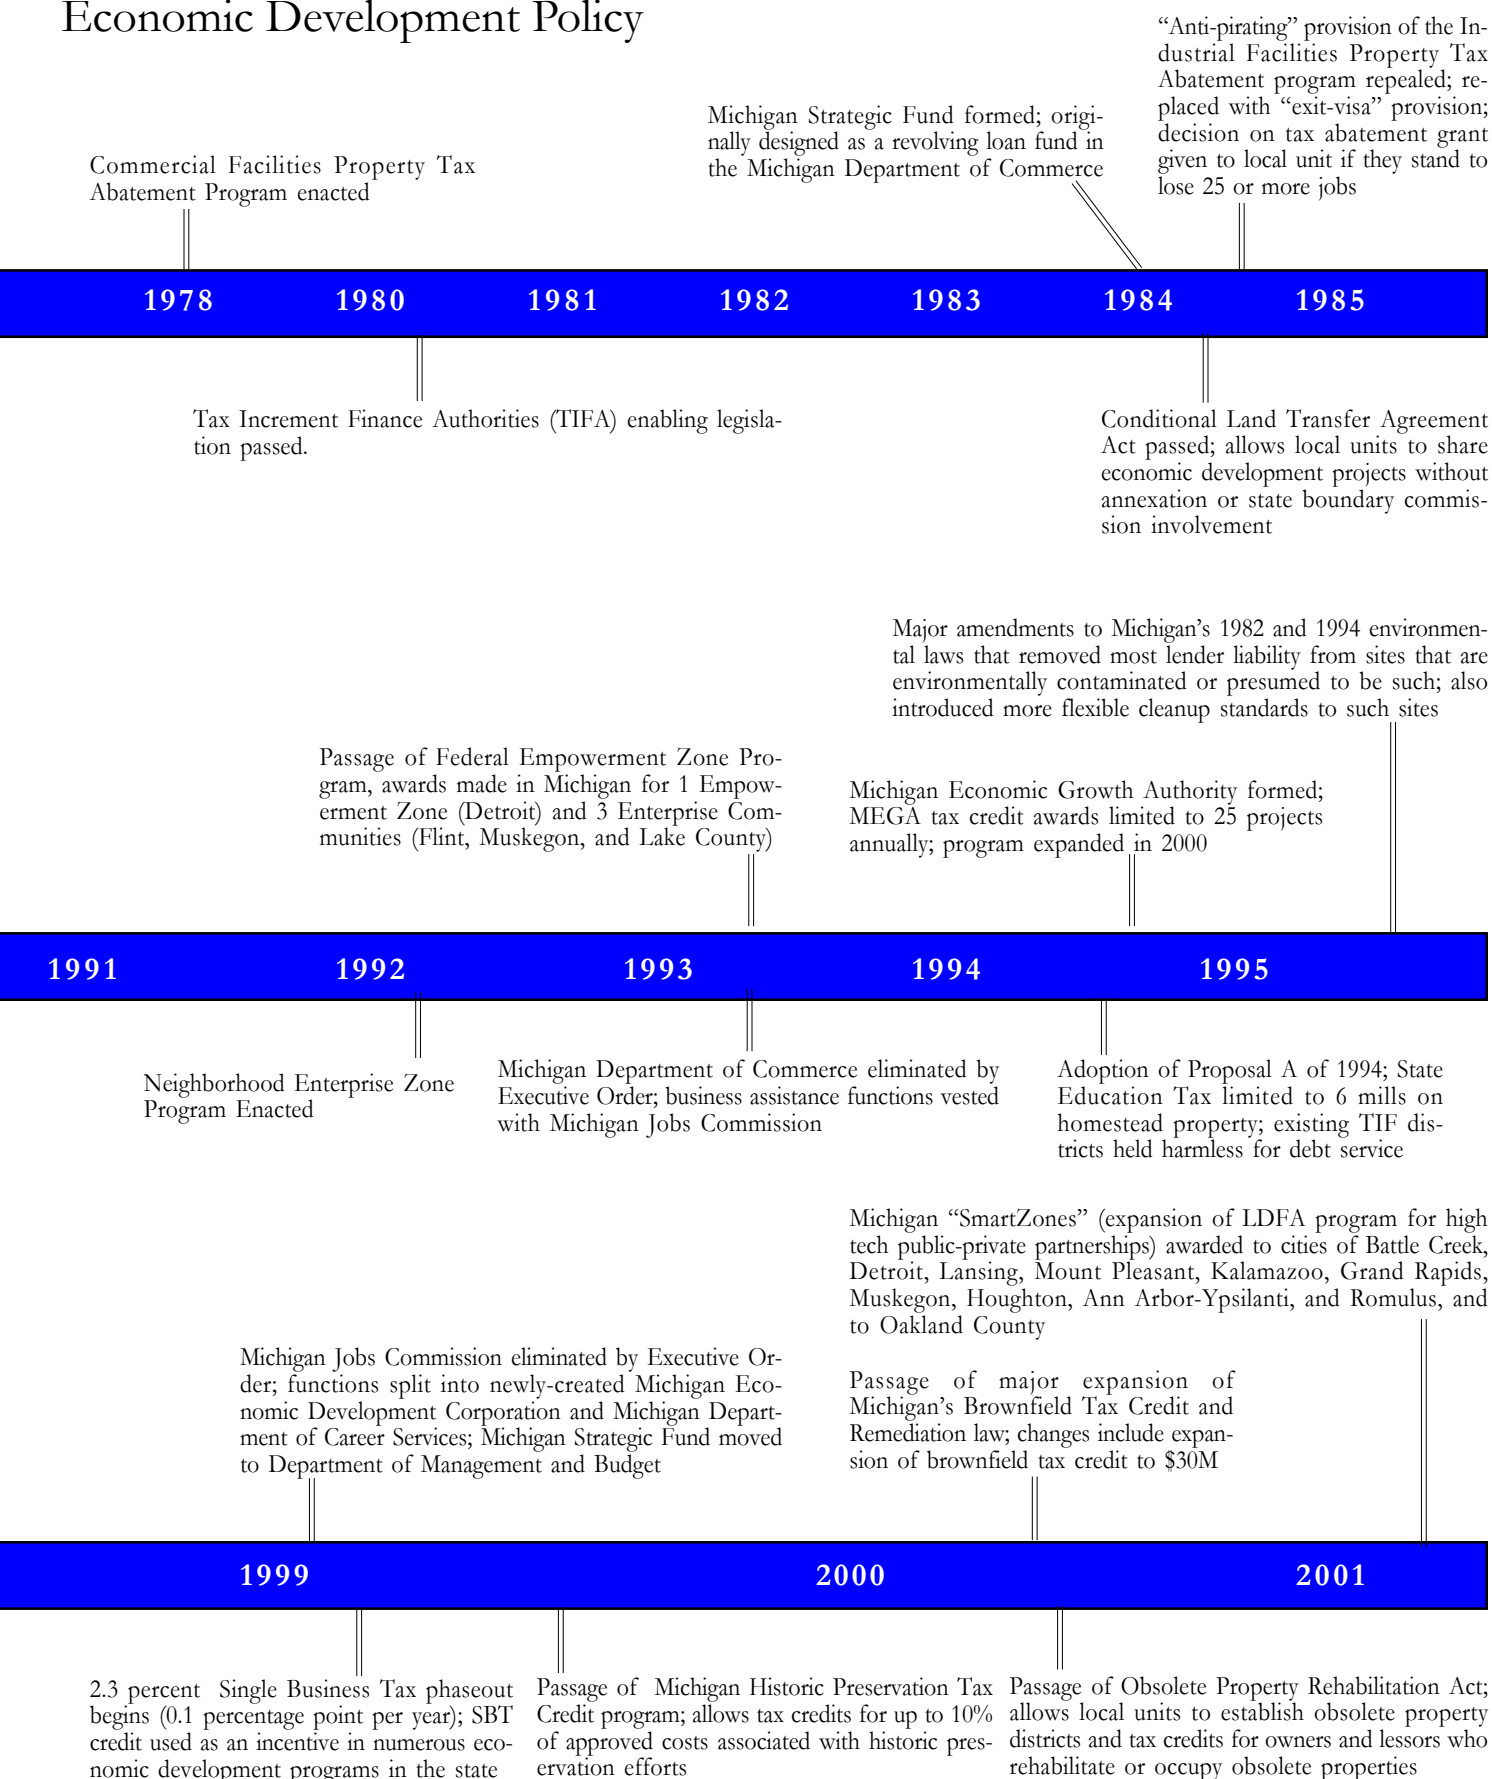 Economic Development Policy
"Anti-pirating" provision of the In-
dustrial Facilities Property Tax
Abatement program repealed; re-
placed with "exit-visa" provision;
decision on tax abatement grant
given to local unit if they stand to
lose 25 or more jobs
Michigan Strategic Fund formed; origi-
nally designed as a revolving loan fund in
the Michigan Department of Commerce
Commercial Facilities Property Tax
Abatement Program enacted
1978 1980 1981 1982 1983 1984 1985
Tax Increment Finance Authorities (TIFA) enabling legisla-
tion passed.
Conditional Land Transfer Agreement
Act passed; allows local units to share
economic development projects without
annexation or state boundary commis-
sion involvement
Major amendments to Michigan's 1982 and 1994 environmen-
tal laws that removed most lender liability from sites that are
environmentally contaminated or presumed to be such; also
introduced more flexible cleanup standards to such sites
Passage of Federal Empowerment Zone Pro-
gram, awards made in Michigan for 1 Empow-
erment Zone (Detroit) and 3 Enterprise Com-
munities (Flint, Muskegon, and Lake County)
Michigan Economic Growth Authority formed;
MEGA tax credit awards limited to 25 projects
annually; program expanded in 2000
1991 1992 1993 1994 1995
Neighborhood Enterprise Zone
Program Enacted
Michigan Department of Commerce eliminated by
Executive Order; business assistance functions vested
with Michigan Jobs Commission
Adoption of Proposal A of 1994; State
Education Tax limited to 6 mills on
homestead property; existing TIF dis-
tricts held harmless for debt service
Michigan "SmartZones" (expansion of LDFA program for high
tech public-private partnerships) awarded to cities of Battle Creek,
Detroit, Lansing, Mount Pleasant, Kalamazoo, Grand Rapids,
Muskegon, Houghton, Ann Arbor-Ypsilanti, and Romulus, and
to Oakland County
Michigan Jobs Commission eliminated by Executive Or-
der; functions split into newly-created Michigan Eco-
nomic Development Corporation and Michigan Depart-
ment of Career Services; Michigan Strategic Fund moved
to Department of Management and Budget
Passage of major expansion of
Michigan's Brownfield Tax Credit and
Remediation law; changes include expan-
sion of brownfield tax credit to $30M
1999 2000 2001
2.3 percent Single Business Tax phaseout
begins (0.1 percentage point per year); SBT
credit used as an incentive in numerous eco-
nomic development programs in the state
Passage of Michigan Historic Preservation Tax
Credit program; allows tax credits for up to 10%
of approved costs associated with historic pres-
ervation efforts
Passage of Obsolete Property Rehabilitation Act;
allows local units to establish obsolete property
districts and tax credits for owners and lessors who
rehabilitate or occupy obsolete properties